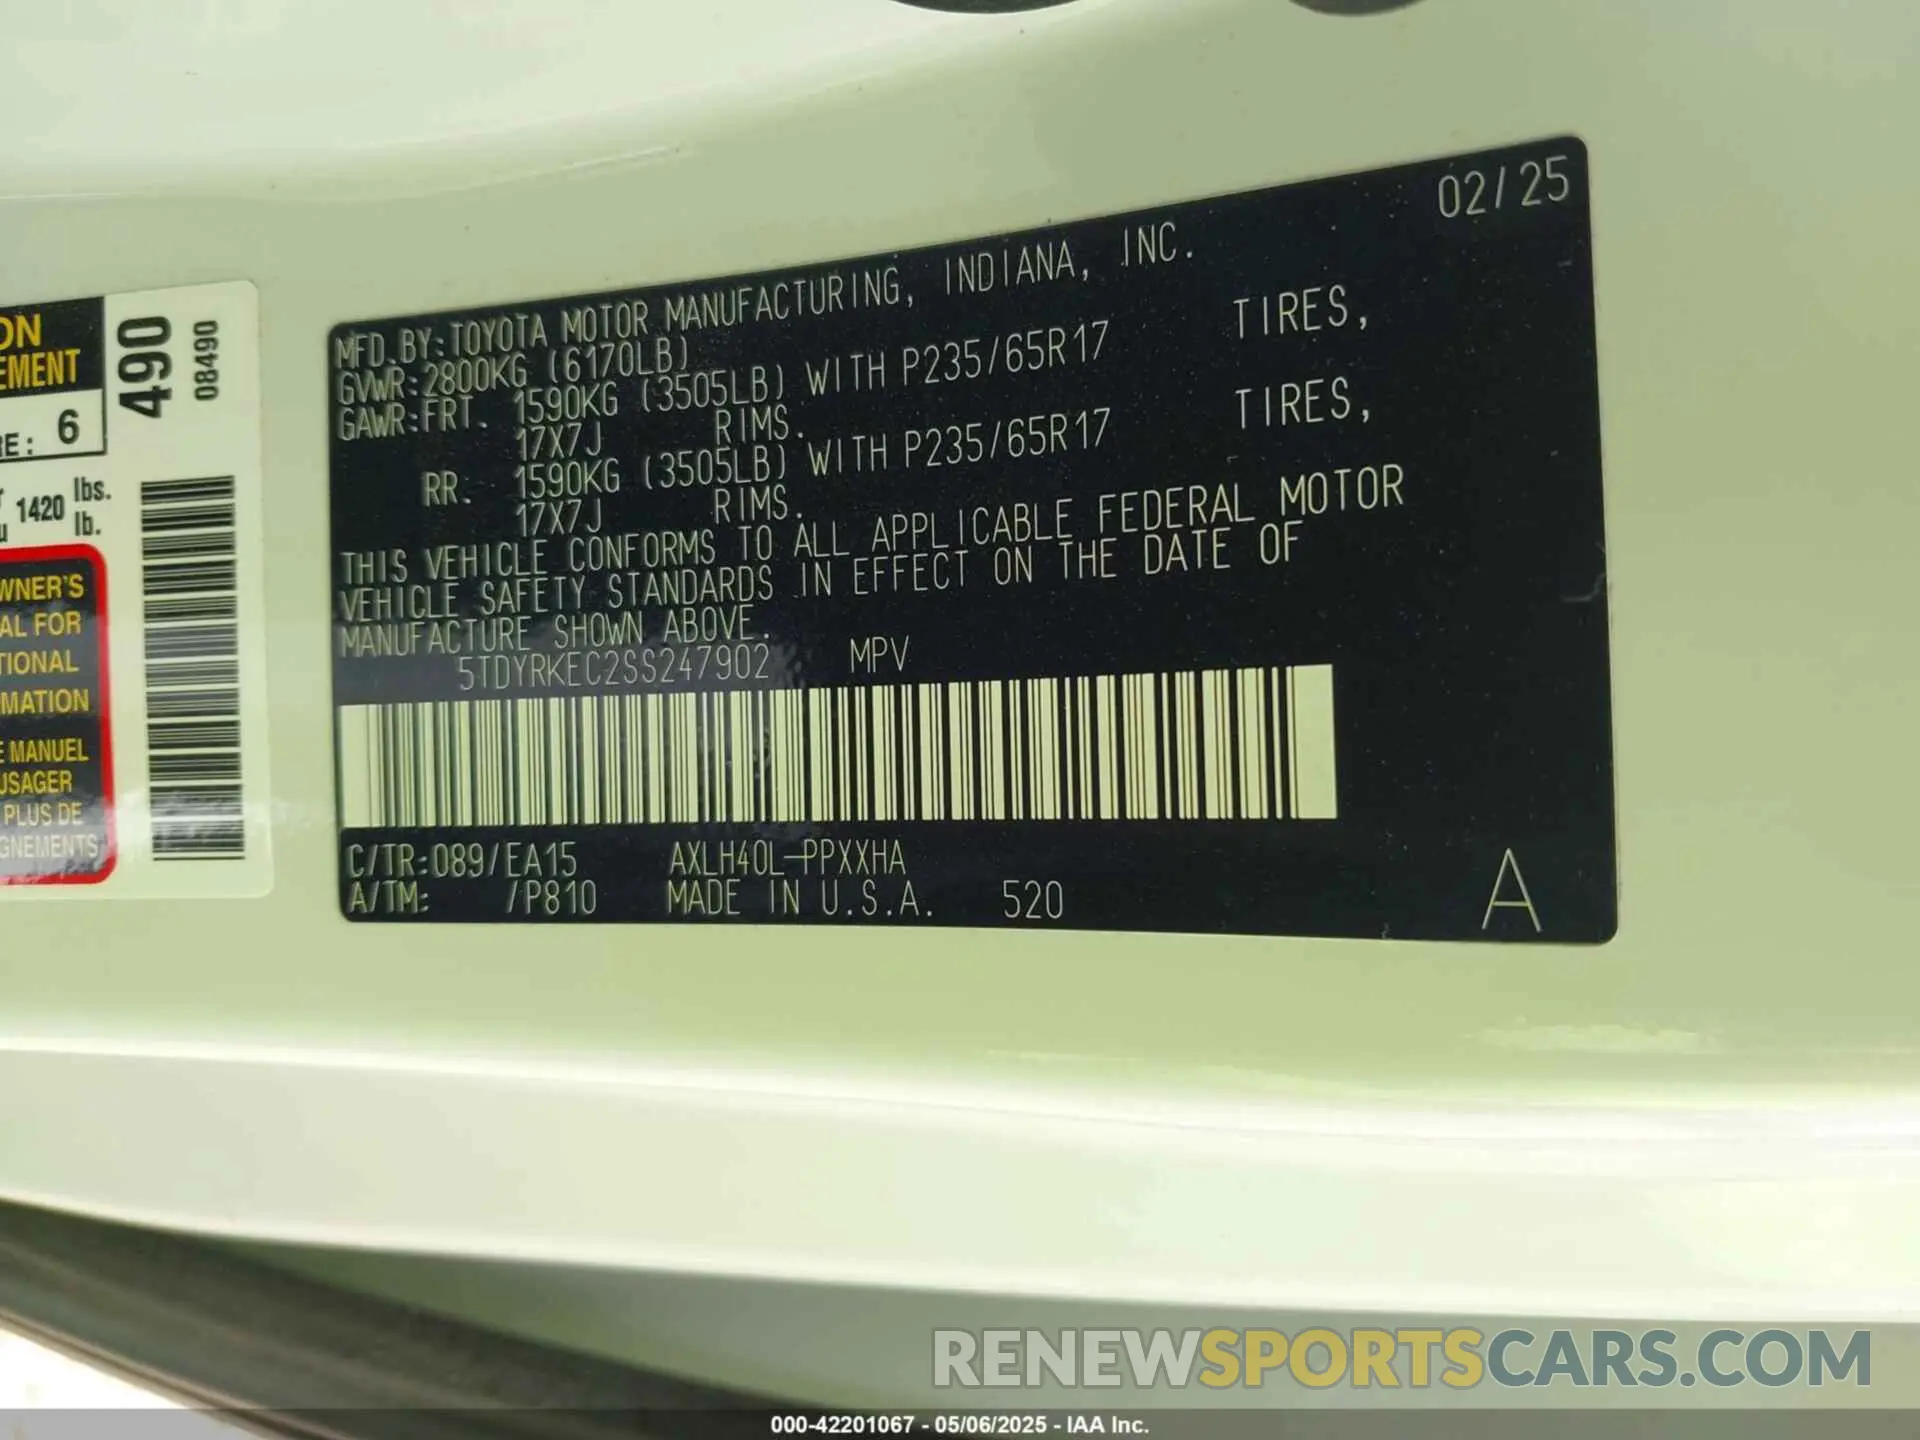 ON
EMENT
RE: 6
1420 lbs.
lb.
WNER'S
AL FOR
TIONAL
MATION
E MANUEL
USAGER
PLUS DE
GNEMENTS
490
08490
02/25
MFD.BY:TOYOTA MOTOR MANUFACTURING, INDIANA, INC.
GVWR:2800KG (6170LB)
GAWR:FRT. 1590KG (3505LB) WITH P235/65R17 TIRES,
17X7J RIMS.
RR. 1590KG (3505LB) WITH P235/65R17 TIRES,
17X7J RIMS.
THIS VEHICLE CONFORMS TO ALL APPLICABLE FEDERAL MOTOR
VEHICLE SAFETY STANDARDS IN EFFECT ON THE DATE OF
MANUFACTURE SHOWN ABOVE.
5TDYRKEC2SS247902 MPV
C/TR:089/EA15 AXLH40L-PPXXHA
A/TM: /P810 MADE IN U.S.A. 520
A
RENEWSPORTSCARS.COM
000-42201067 - 05/06/2025 - IAA Inc.